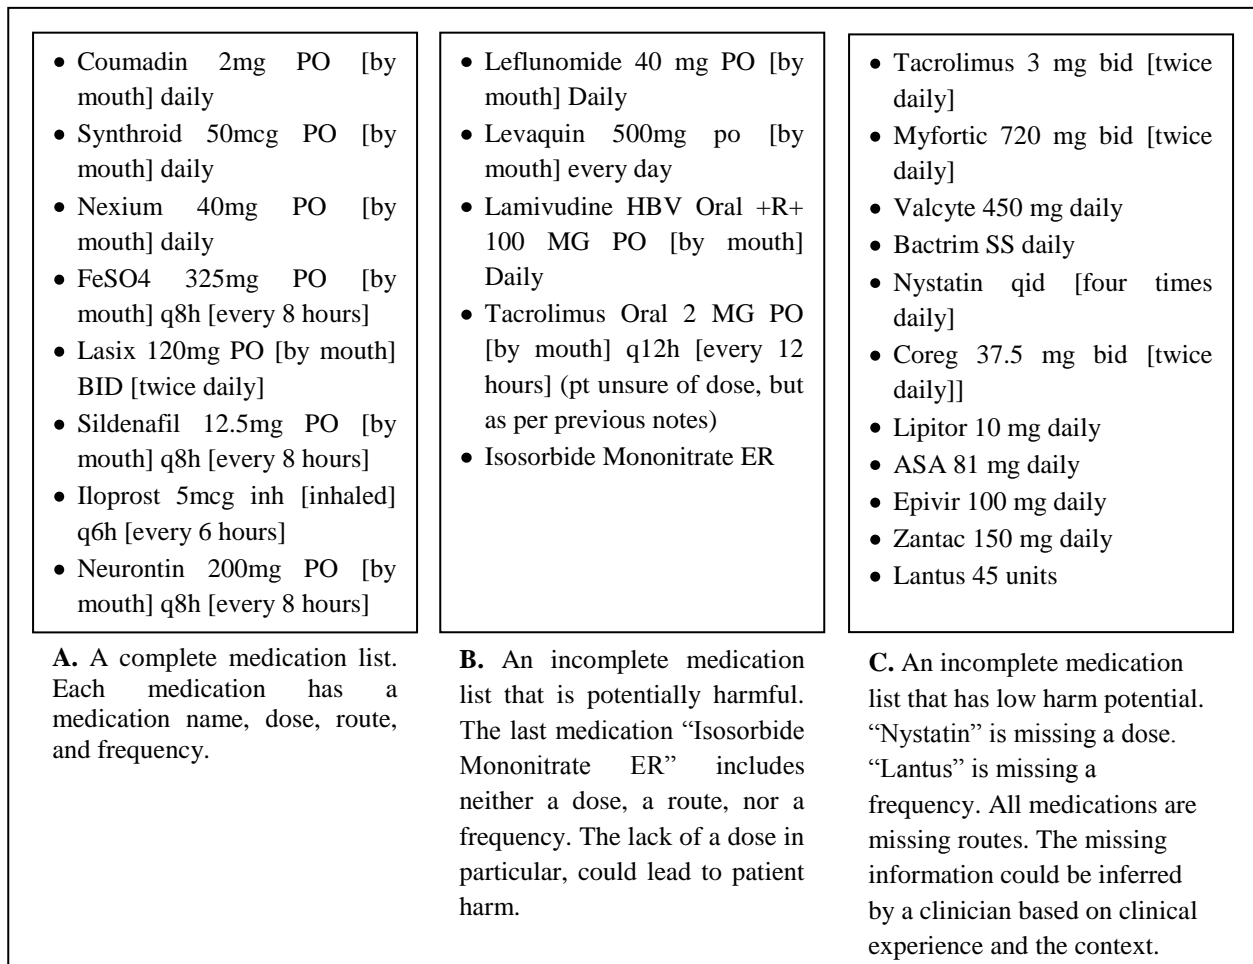 • Coumadin 2mg PO [by
mouth] daily
• Synthroid 50mcg PO [by
mouth] daily
• Nexium 40mg PO [by
mouth] daily
• FeSO4 325mg PO [by
mouth] q8h [every 8 hours]
• Lasix 120mg PO [by mouth]
BID [twice daily]
• Sildenafil 12.5mg PO [by
mouth] q8h [every 8 hours]
• Iloprost 5mcg inh [inhaled]
q6h [every 6 hours]
• Neurontin 200mg PO [by
mouth] q8h [every 8 hours]
A. A complete medication list.
Each medication has a
medication name, dose, route,
and frequency.
• Leflunomide 40 mg PO [by
mouth] Daily
• Levaquin 500mg po [by
mouth] every day
• Lamivudine HBV Oral +R+
100 MG PO [by mouth]
Daily
• Tacrolimus Oral 2 MG PO
[by mouth] q12h [every 12
hours] (pt unsure of dose, but
as per previous notes)
• Isosorbide Mononitrate ER
B. An incomplete medication
list that is potentially harmful.
The last medication “Isosorbide
Mononitrate ER” includes
neither a dose, a route, nor a
frequency. The lack of a dose in
particular, could lead to patient
harm.
• Tacrolimus 3 mg bid [twice
daily]
• Myfortic 720 mg bid [twice
daily]
• Valcyte 450 mg daily
• Bactrim SS daily
• Nystatin qid [four times
daily]
• Coreg 37.5 mg bid [twice
daily]]
• Lipitor 10 mg daily
• ASA 81 mg daily
• Epivir 100 mg daily
• Zantac 150 mg daily
• Lantus 45 units
C. An incomplete medication
list that has low harm potential.
“Nystatin” is missing a dose.
“Lantus” is missing a
frequency. All medications are
missing routes. The missing
information could be inferred
by a clinician based on clinical
experience and the context.